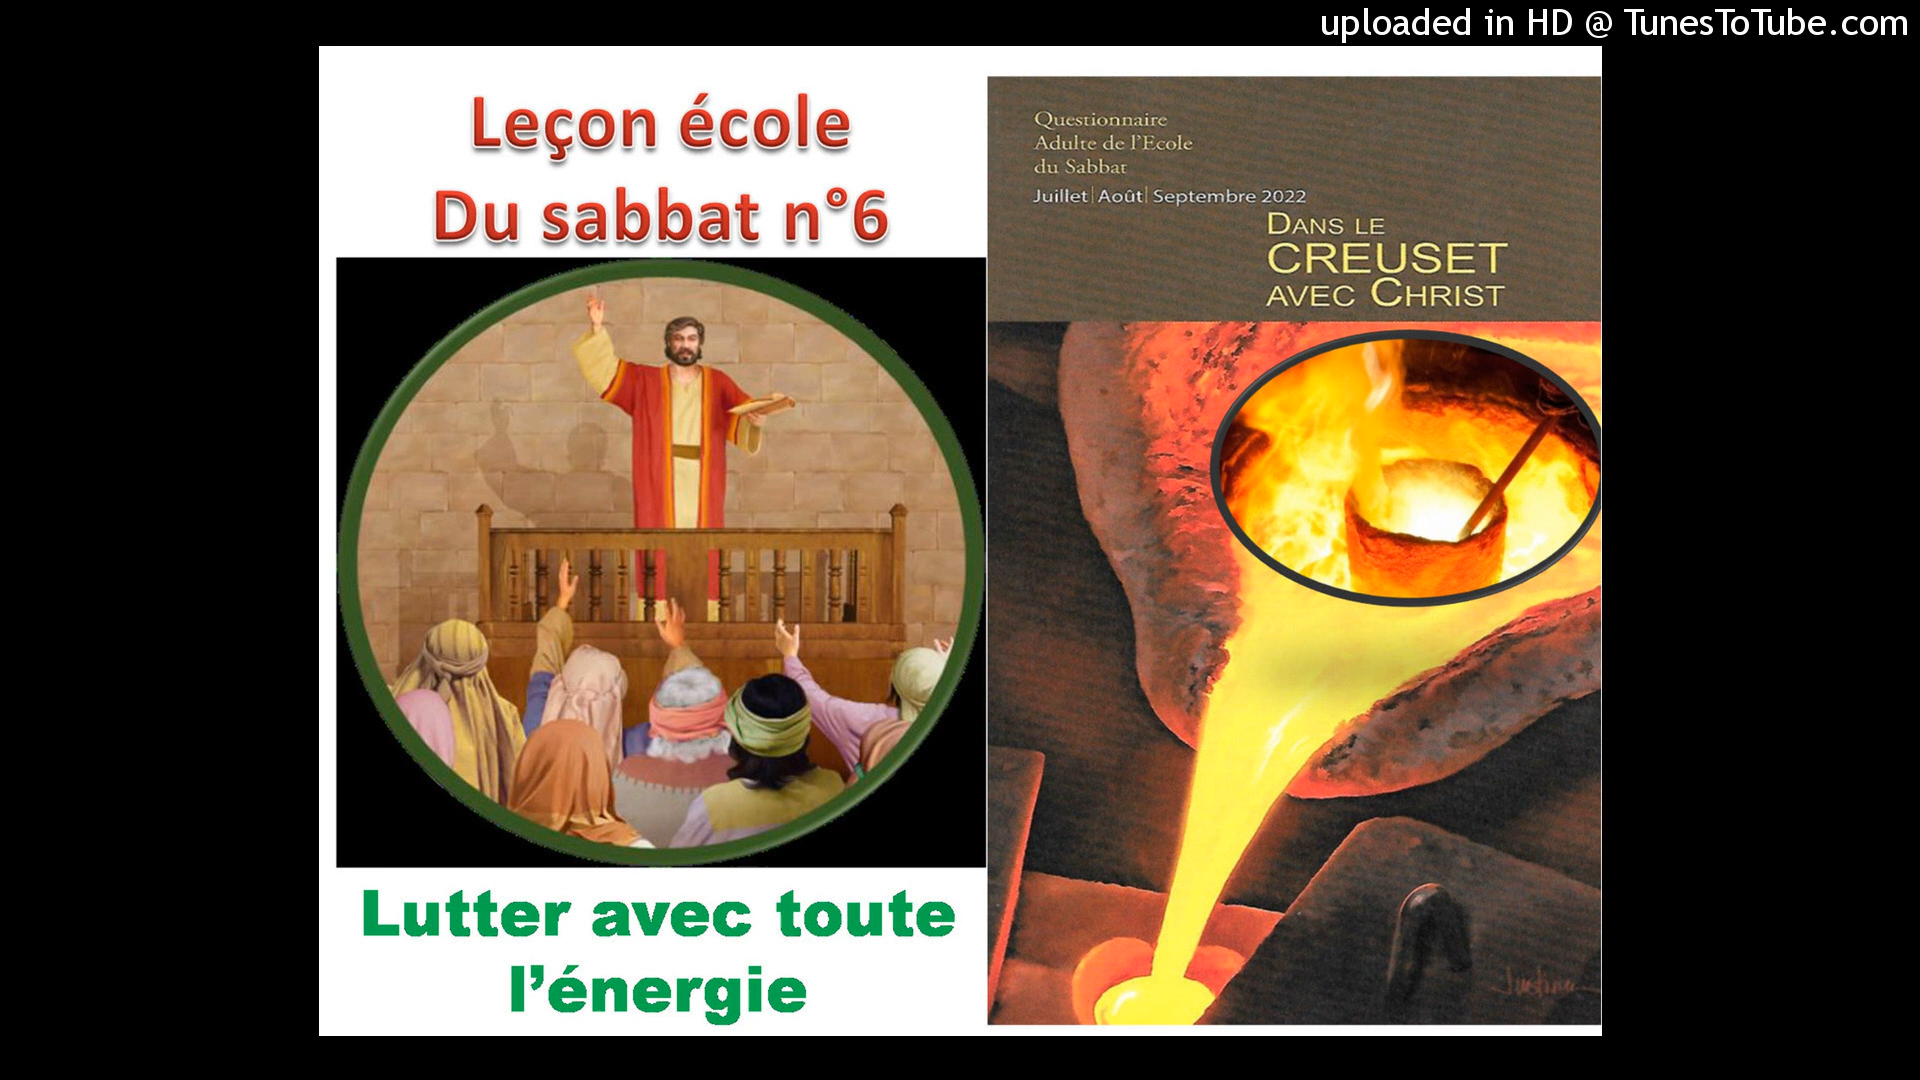 uploaded in HD @ TunesToTube.com
Leçon école
Du sabbat n°6
Lutter avec toute
l’énergie
Questionnaire
Adulte de l'Ecole
du Sabbat
Juillet| Août| Septembre 2022
DANS LE
CREUSET
AVEC CHRIST